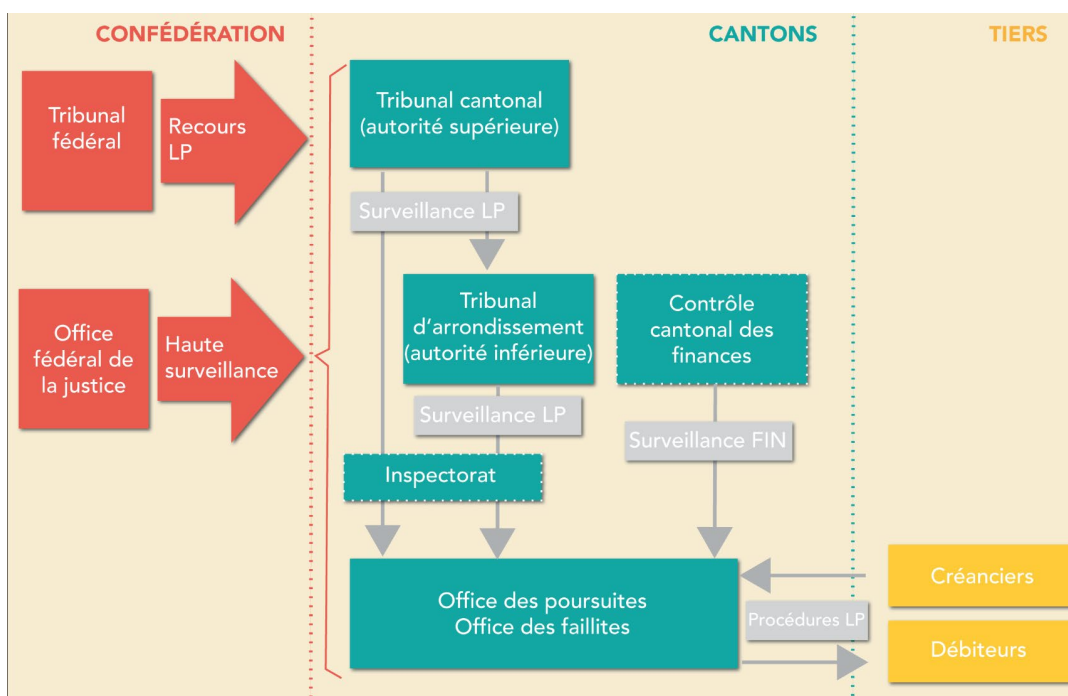 CONFÉDÉRATION
CANTONS
TIERS
Tribunal
fédéral
Recours
LP
Tribunal cantonal
(autorité supérieure)
Surveillance LP
Office
fédéral de
la justice
Haute
surveillance
Tribunal
d'arrondissement
(autorité inférieure)
Contrôle
cantonal des
finances
Surveillance LP
Surveillance FIN
Inspectorat
Office des poursuites
Office des faillites
Créanciers
Procédures LP
Débiteurs